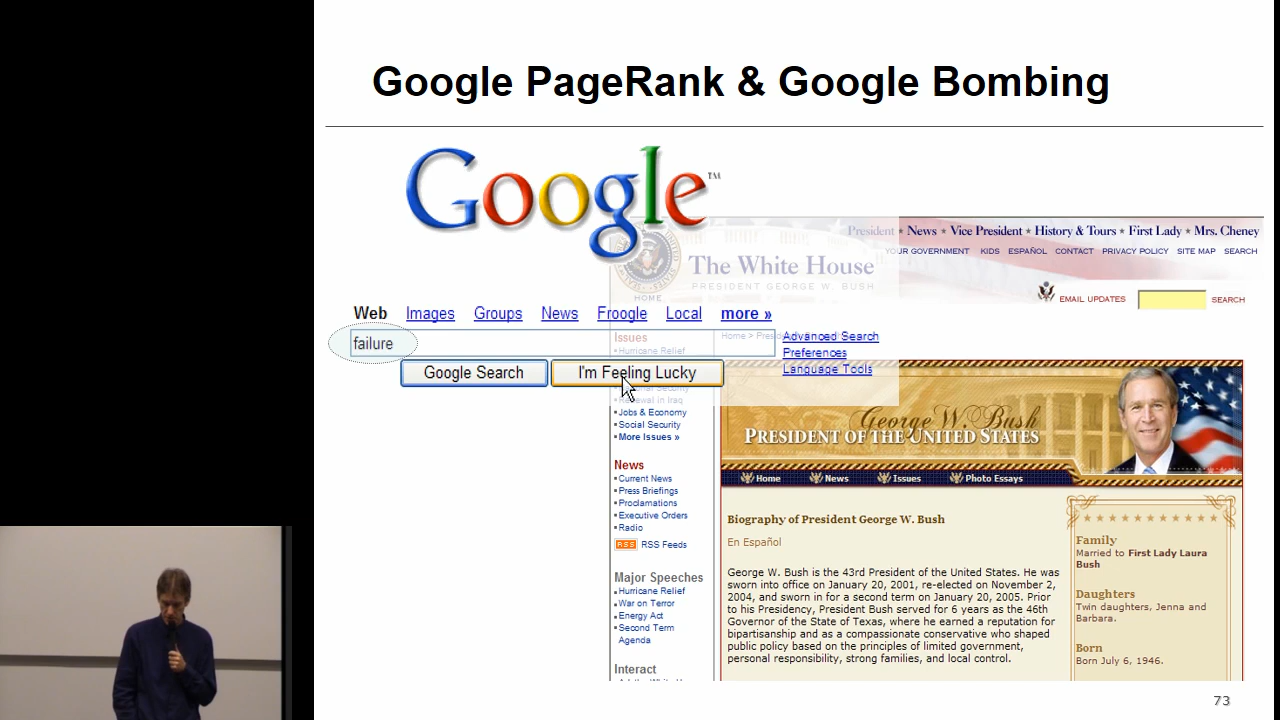 Google PageRank & Google Bombing
Google™
President ★ News ★ Vice President ★ History & Tours ★ First Lady ★ Mrs. Cheney
YOUR GOVERNMENT KIDS ESPAÑOL CONTACT PRIVACY POLICY SITE MAP SEARCH
The White House
PRESIDENT GEORGE W. BUSH
HOME
EMAIL UPDATES SEARCH
Web Images Groups News Froogle Local more »
failure
Advanced Search
Preferences
Language Tools
Google Search I'm Feeling Lucky
Home >
Issues
Hurricane Relief
Renewal in Iraq
Jobs & Economy
Social Security
More Issues »
News
Current News
Press Briefings
Proclamations
Executive Orders
Radio
RSS RSS Feeds
Major Speeches
Hurricane Relief
War on Terror
Energy Act
Second Term
Agenda
Interact
George W. Bush
PRESIDENT OF THE UNITED STATES
Home News Issues Photo Essays
Biography of President George W. Bush
En Español
George W. Bush is the 43rd President of the United States. He was
sworn into office on January 20, 2001, re-elected on November 2,
2004, and sworn in for a second term on January 20, 2005. Prior
to his Presidency, President Bush served for 6 years as the 46th
Governor of the State of Texas, where he earned a reputation for
bipartisanship and as a compassionate conservative who shaped
public policy based on the principles of limited government,
personal responsibility, strong families, and local control.
Family
Married to First Lady Laura
Bush
Daughters
Twin daughters, Jenna and
Barbara.
Born
Born July 6, 1946.
73